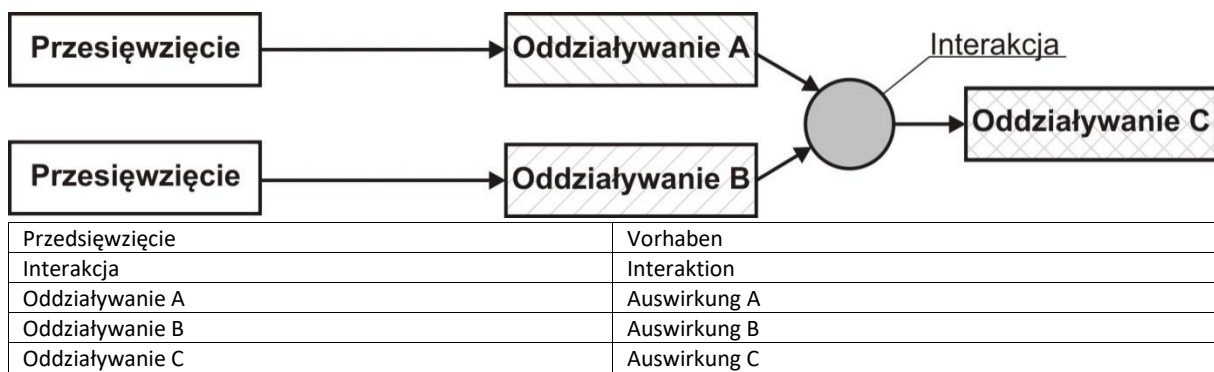 Przesięwzięcie
Oddziaływanie A
Interakcja
Oddziaływanie C
Przesięwzięcie
Oddziaływanie B
Przedsięwzięcie Vorhaben
Interakcja Interaktion
Oddziaływanie A Auswirkung A
Oddziaływanie B Auswirkung B
Oddziaływanie C Auswirkung C